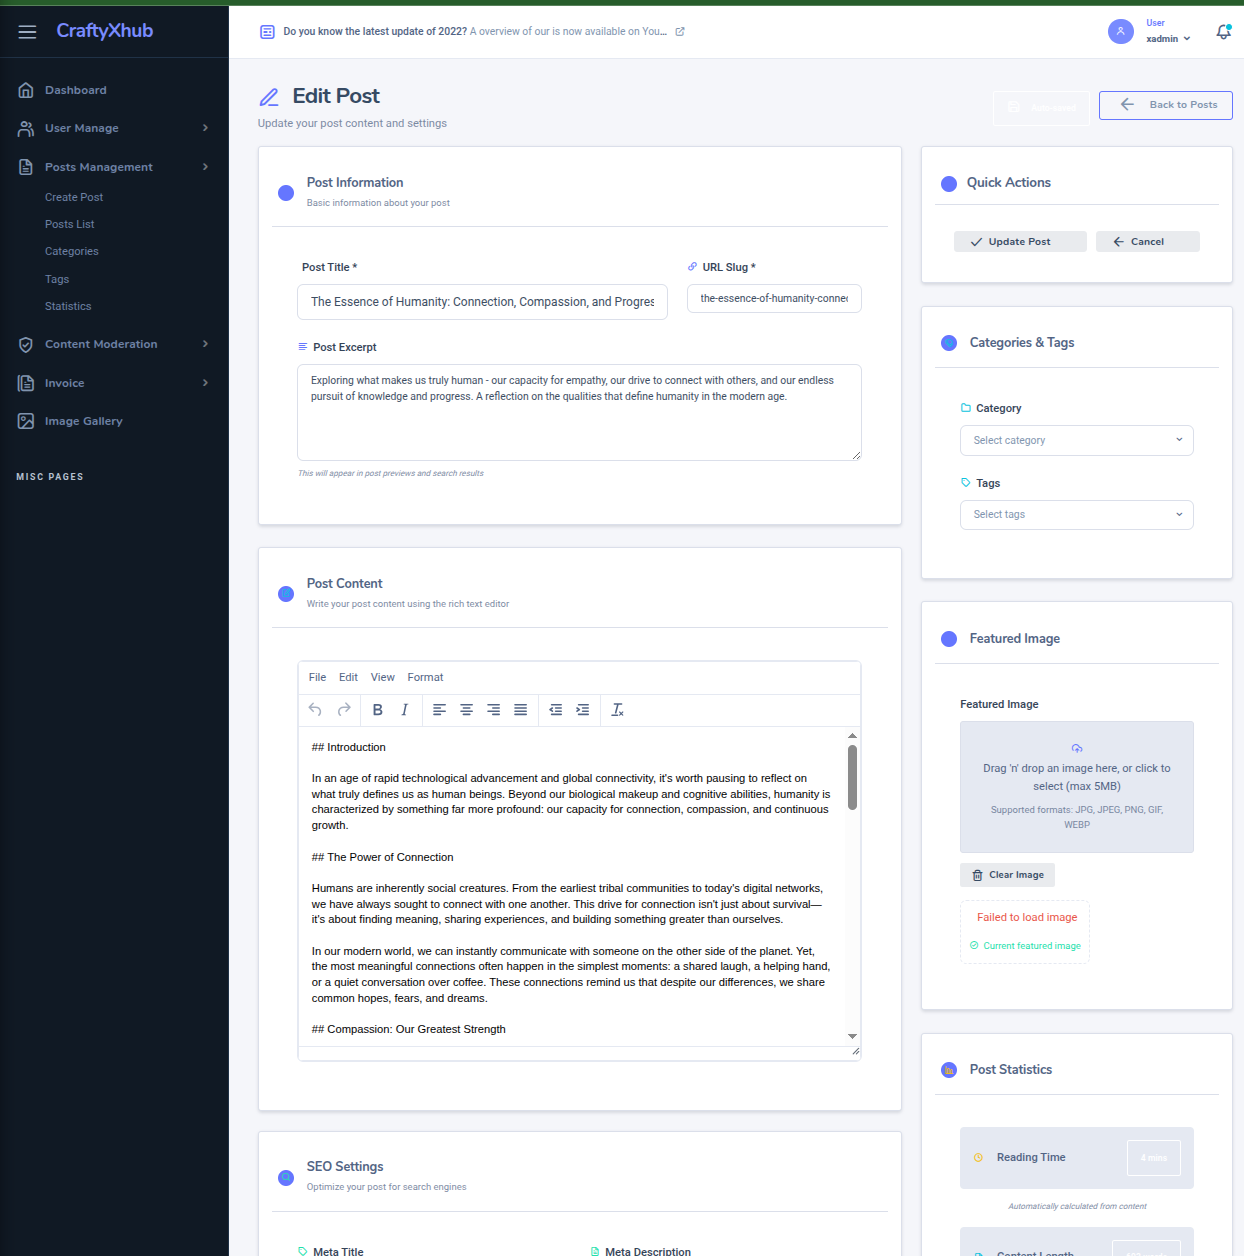 CraftyXhub
Do you know the latest update of 2022? A overview of our is now available on You...
User
xadmin
Dashboard
User Manage
Posts Management
Create Post
Posts List
Categories
Tags
Statistics
Content Moderation
Invoice
Image Gallery
MISC PAGES
Edit Post
Update your post content and settings
Auto-saved
Back to Posts
Post Information
Basic information about your post
Post Title *
URL Slug *
The Essence of Humanity: Connection, Compassion, and Progres
the-essence-of-humanity-connec
Post Excerpt
Exploring what makes us truly human - our capacity for empathy, our drive to connect with others, and our endless
pursuit of knowledge and progress. A reflection on the qualities that define humanity in the modern age.
This will appear in post previews and search results
Post Content
Write your post content using the rich text editor
File Edit View Format
B I
## Introduction
In an age of rapid technological advancement and global connectivity, it's worth pausing to reflect on
what truly defines us as human beings. Beyond our biological makeup and cognitive abilities, humanity is
characterized by something far more profound: our capacity for connection, compassion, and continuous
growth.
## The Power of Connection
Humans are inherently social creatures. From the earliest tribal communities to today's digital networks,
we have always sought to connect with one another. This drive for connection isn't just about survival—
it's about finding meaning, sharing experiences, and building something greater than ourselves.
In our modern world, we can instantly communicate with someone on the other side of the planet. Yet,
the most meaningful connections often happen in the simplest moments: a shared laugh, a helping hand,
or a quiet conversation over coffee. These connections remind us that despite our differences, we share
common hopes, fears, and dreams.
## Compassion: Our Greatest Strength
SEO Settings
Optimize your post for search engines
Meta Title
Meta Description
Quick Actions
Update Post
Cancel
Categories & Tags
Category
Select category
Tags
Select tags
Featured Image
Featured Image
Drag 'n' drop an image here, or click to
select (max 5MB)
Supported formats: JPG, JPEG, PNG, GIF,
WEBP
Clear Image
Failed to load image
Current featured image
Post Statistics
Reading Time
4 mins
Automatically calculated from content
Content Length